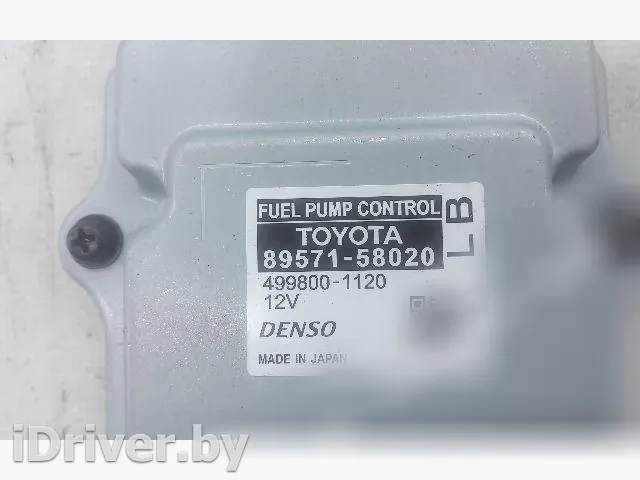 FUEL PUMP CONTROL
TOYOTA
89571-58020
LB
499800-1120
12V
DENSO
MADE IN JAPAN
iDriver.by